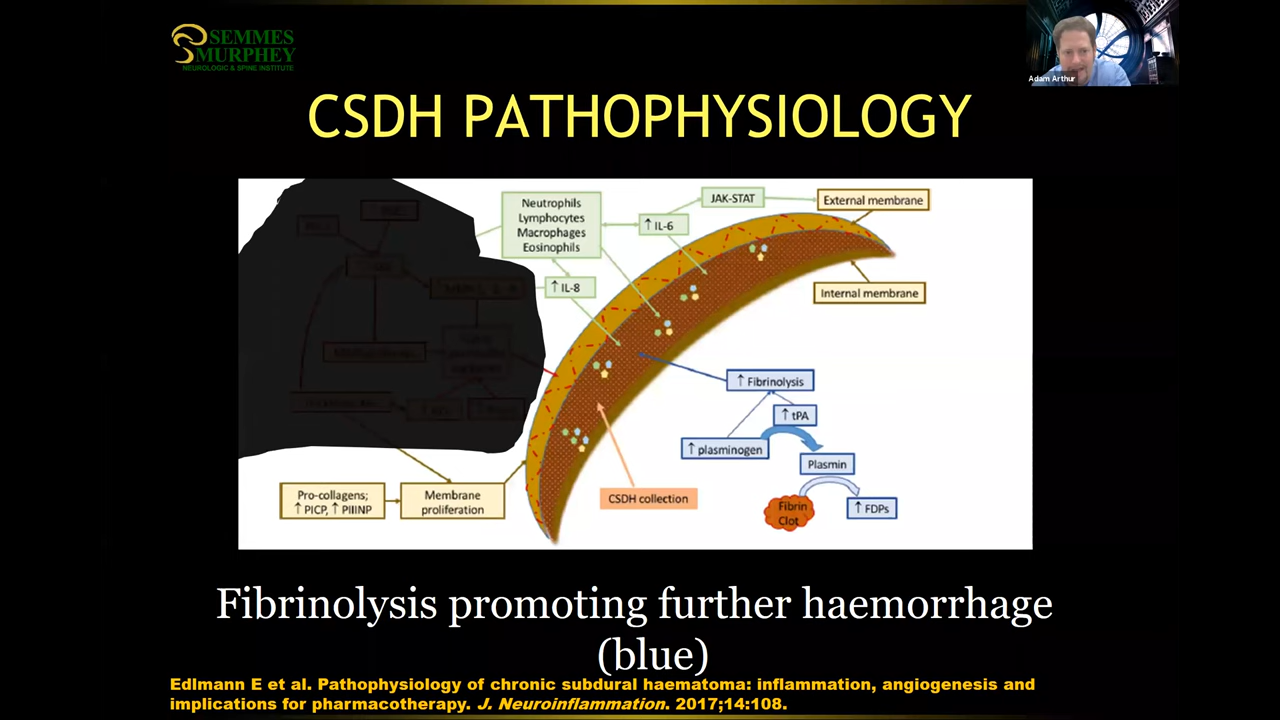 SEMMES
MURPHEY
NEUROLOGIC & SPINE INSTITUTE
Adam Arthur
CSDH PATHOPHYSIOLOGY
Neutrophils
Lymphocytes
Macrophages
Eosinophils
JAK-STAT
External membrane
↑ IL-6
↑ IL-8
Internal membrane
↑ Fibrinolysis
↑ tPA
↑ plasminogen
Plasmin
Pro-collagens;
↑ PICP, ↑ PIIINP
Membrane
proliferation
CSDH collection
Fibrin
Clot
↑ FDPs
Fibrinolysis promoting further haemorrhage
(blue)
Edlmann E et al. Pathophysiology of chronic subdural haematoma: inflammation, angiogenesis and
implications for pharmacotherapy. J. Neuroinflammation. 2017;14:108.